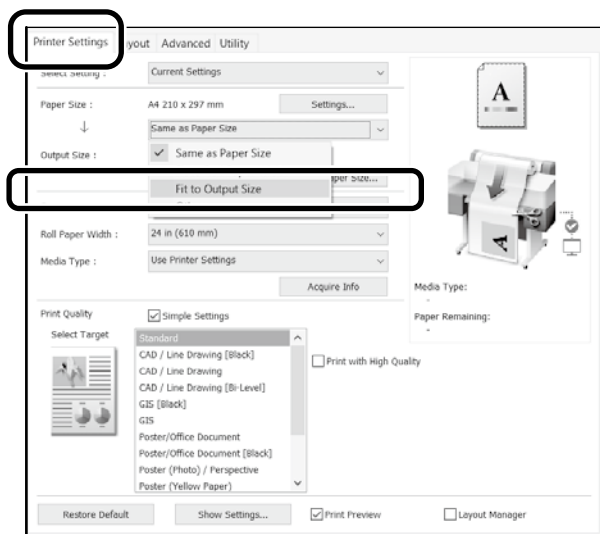 Printer Settings yout Advanced Utility
Select Setting : Current Settings
Paper Size : A4 210 x 297 mm Settings...
Same as Paper Size
Output Size : Same as Paper Size
per Size...
Fit to Output Size
Roll Paper Width : 24 in (610 mm)
Media Type : Use Printer Settings
Acquire Info
Print Quality Simple Settings
Select Target
Standard
CAD / Line Drawing [Black]
CAD / Line Drawing
CAD / Line Drawing [Bi-Level]
GIS [Black]
GIS
Poster/Office Document
Poster/Office Document [Black]
Poster (Photo) / Perspective
Poster (Yellow Paper)
Print with High Quality
A
A
Media Type:
-
Paper Remaining:
-
Restore Default Show Settings... Print Preview Layout Manager